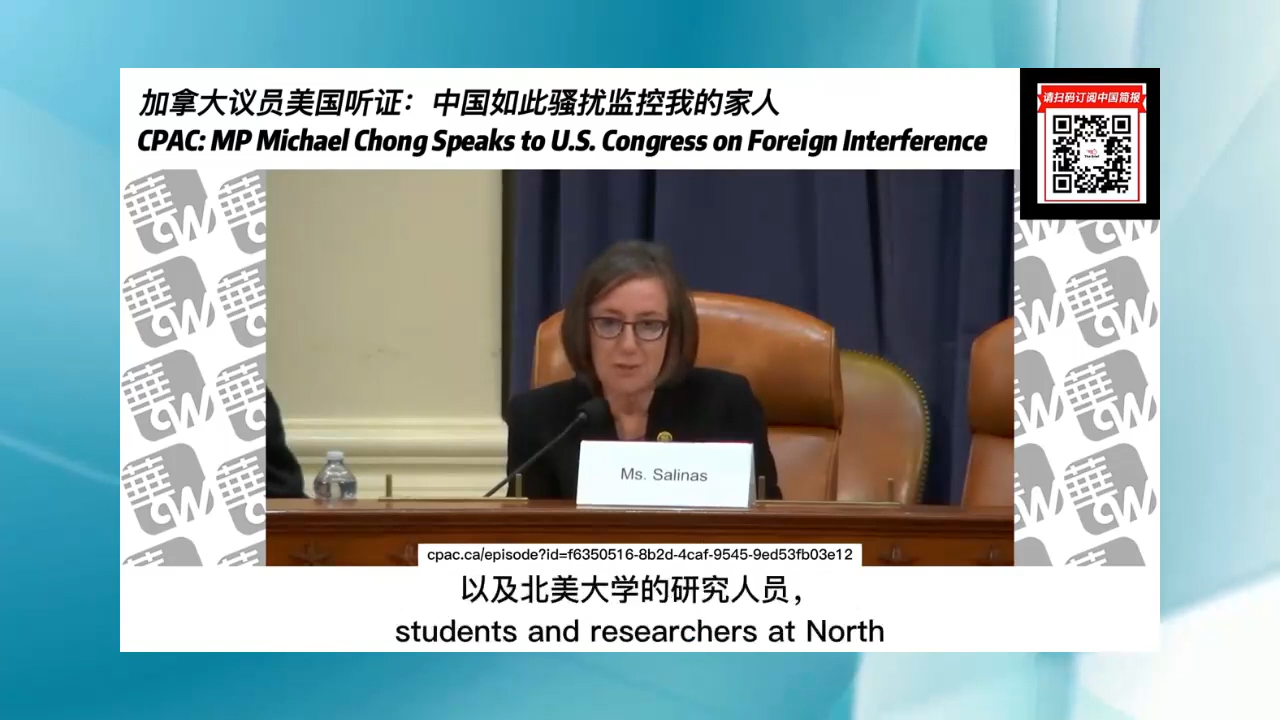 加拿大议员美国听证：中国如此骚扰监控我的家人
CPAC: MP Michael Chong Speaks to U.S. Congress on Foreign Interference
请扫码订阅中国简报
Ms. Salinas
cpac.ca/episode?id=f6350516-8b2d-4caf-9545-9ed53fb03e12
以及北美大学的研究人员，
students and researchers at North